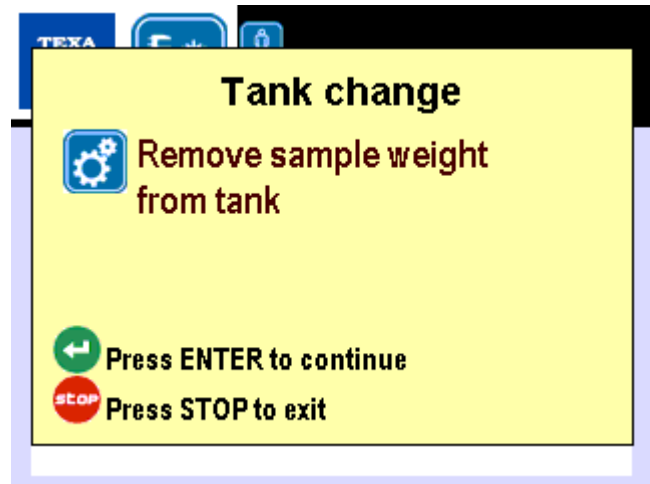 TEXA
Tank change
Remove sample weight
from tank
Press ENTER to continue
stop
Press STOP to exit